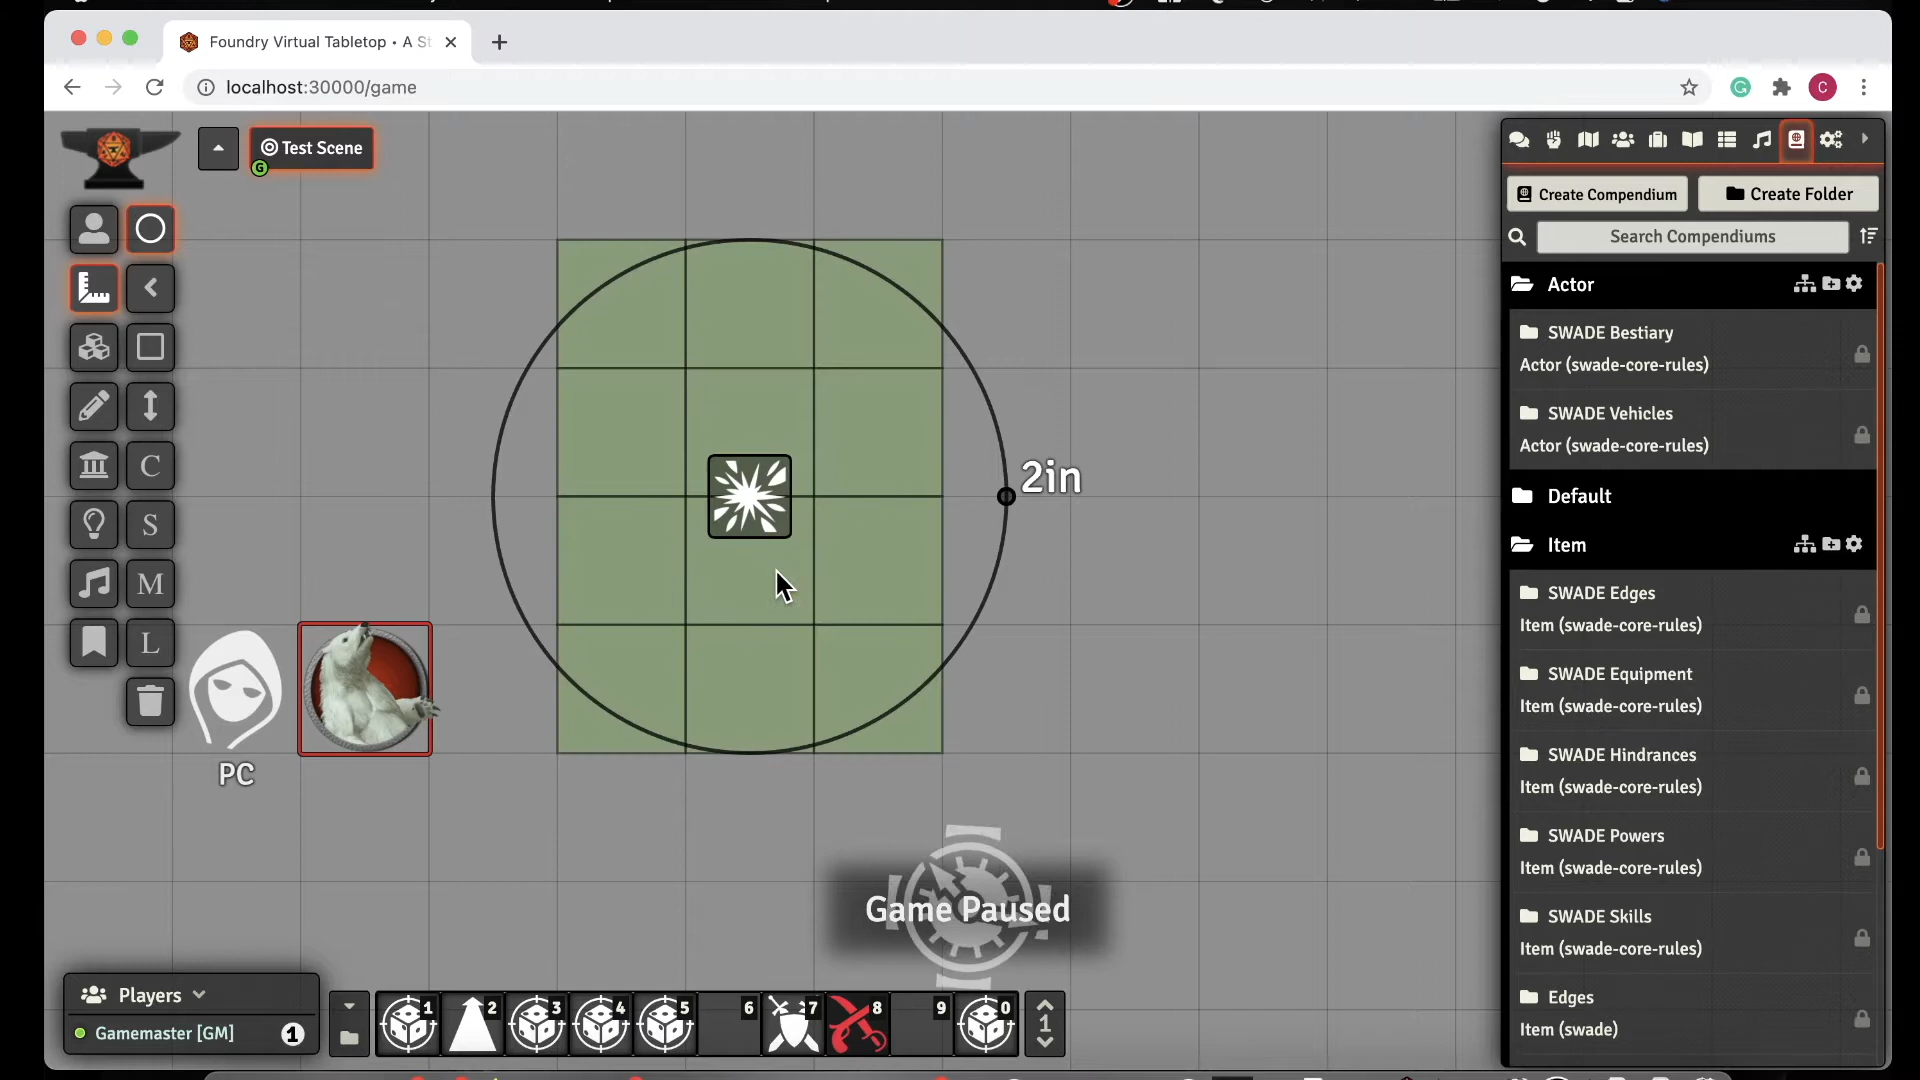 Foundry Virtual Tabletop • A St
localhost:30000/game
C
Test Scene
G
C
S
M
L
PC
2in
Game Paused
Players
Gamemaster [GM] 1
1 2 3 4 5 6 7 8 9 0
1
Create Compendium
Create Folder
Search Compendiums
Actor
SWADE Bestiary
Actor (swade-core-rules)
SWADE Vehicles
Actor (swade-core-rules)
Default
Item
SWADE Edges
Item (swade-core-rules)
SWADE Equipment
Item (swade-core-rules)
SWADE Hindrances
Item (swade-core-rules)
SWADE Powers
Item (swade-core-rules)
SWADE Skills
Item (swade-core-rules)
Edges
Item (swade)